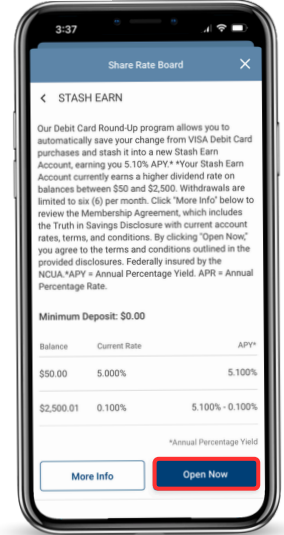 3:37
Share Rate Board
STASH EARN
Our Debit Card Round-Up program allows you to
automatically save your change from VISA Debit Card
purchases and stash it into a new Stash Earn
Account, earning you 5.10% APY.* *Your Stash Earn
Account currently earns a higher dividend rate on
balances between $50 and $2,500. Withdrawals are
limited to six (6) per month. Click "More Info" below to
review the Membership Agreement, which includes
the Truth in Savings Disclosure with current account
rates, terms, and conditions. By clicking "Open Now,"
you agree to the terms and conditions outlined in the
provided disclosures. Federally insured by the
NCUA.*APY = Annual Percentage Yield. APR = Annual
Percentage Rate.
Minimum Deposit: $0.00
Balance Current Rate APY*
$50.00 5.000% 5.100%
$2,500.01 0.100% 5.100% - 0.100%
*Annual Percentage Yield
More Info Open Now